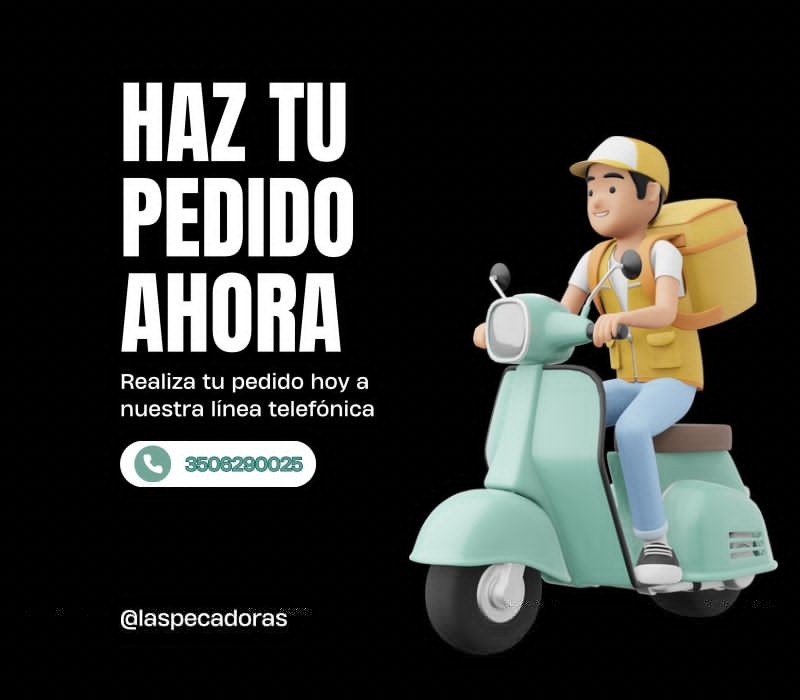 HAZ TU
PEDIDO
AHORA
Realiza tu pedido hoy a
nuestra línea telefónica
3506290025
@laspecadoras